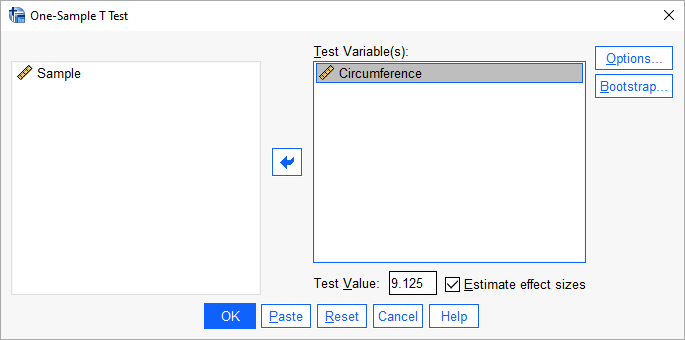 One-Sample T Test
Test Variable(s):
Sample
Circumference
Options...
Bootstrap...
Test Value: 9.125 Estimate effect sizes
OK Paste Reset Cancel Help